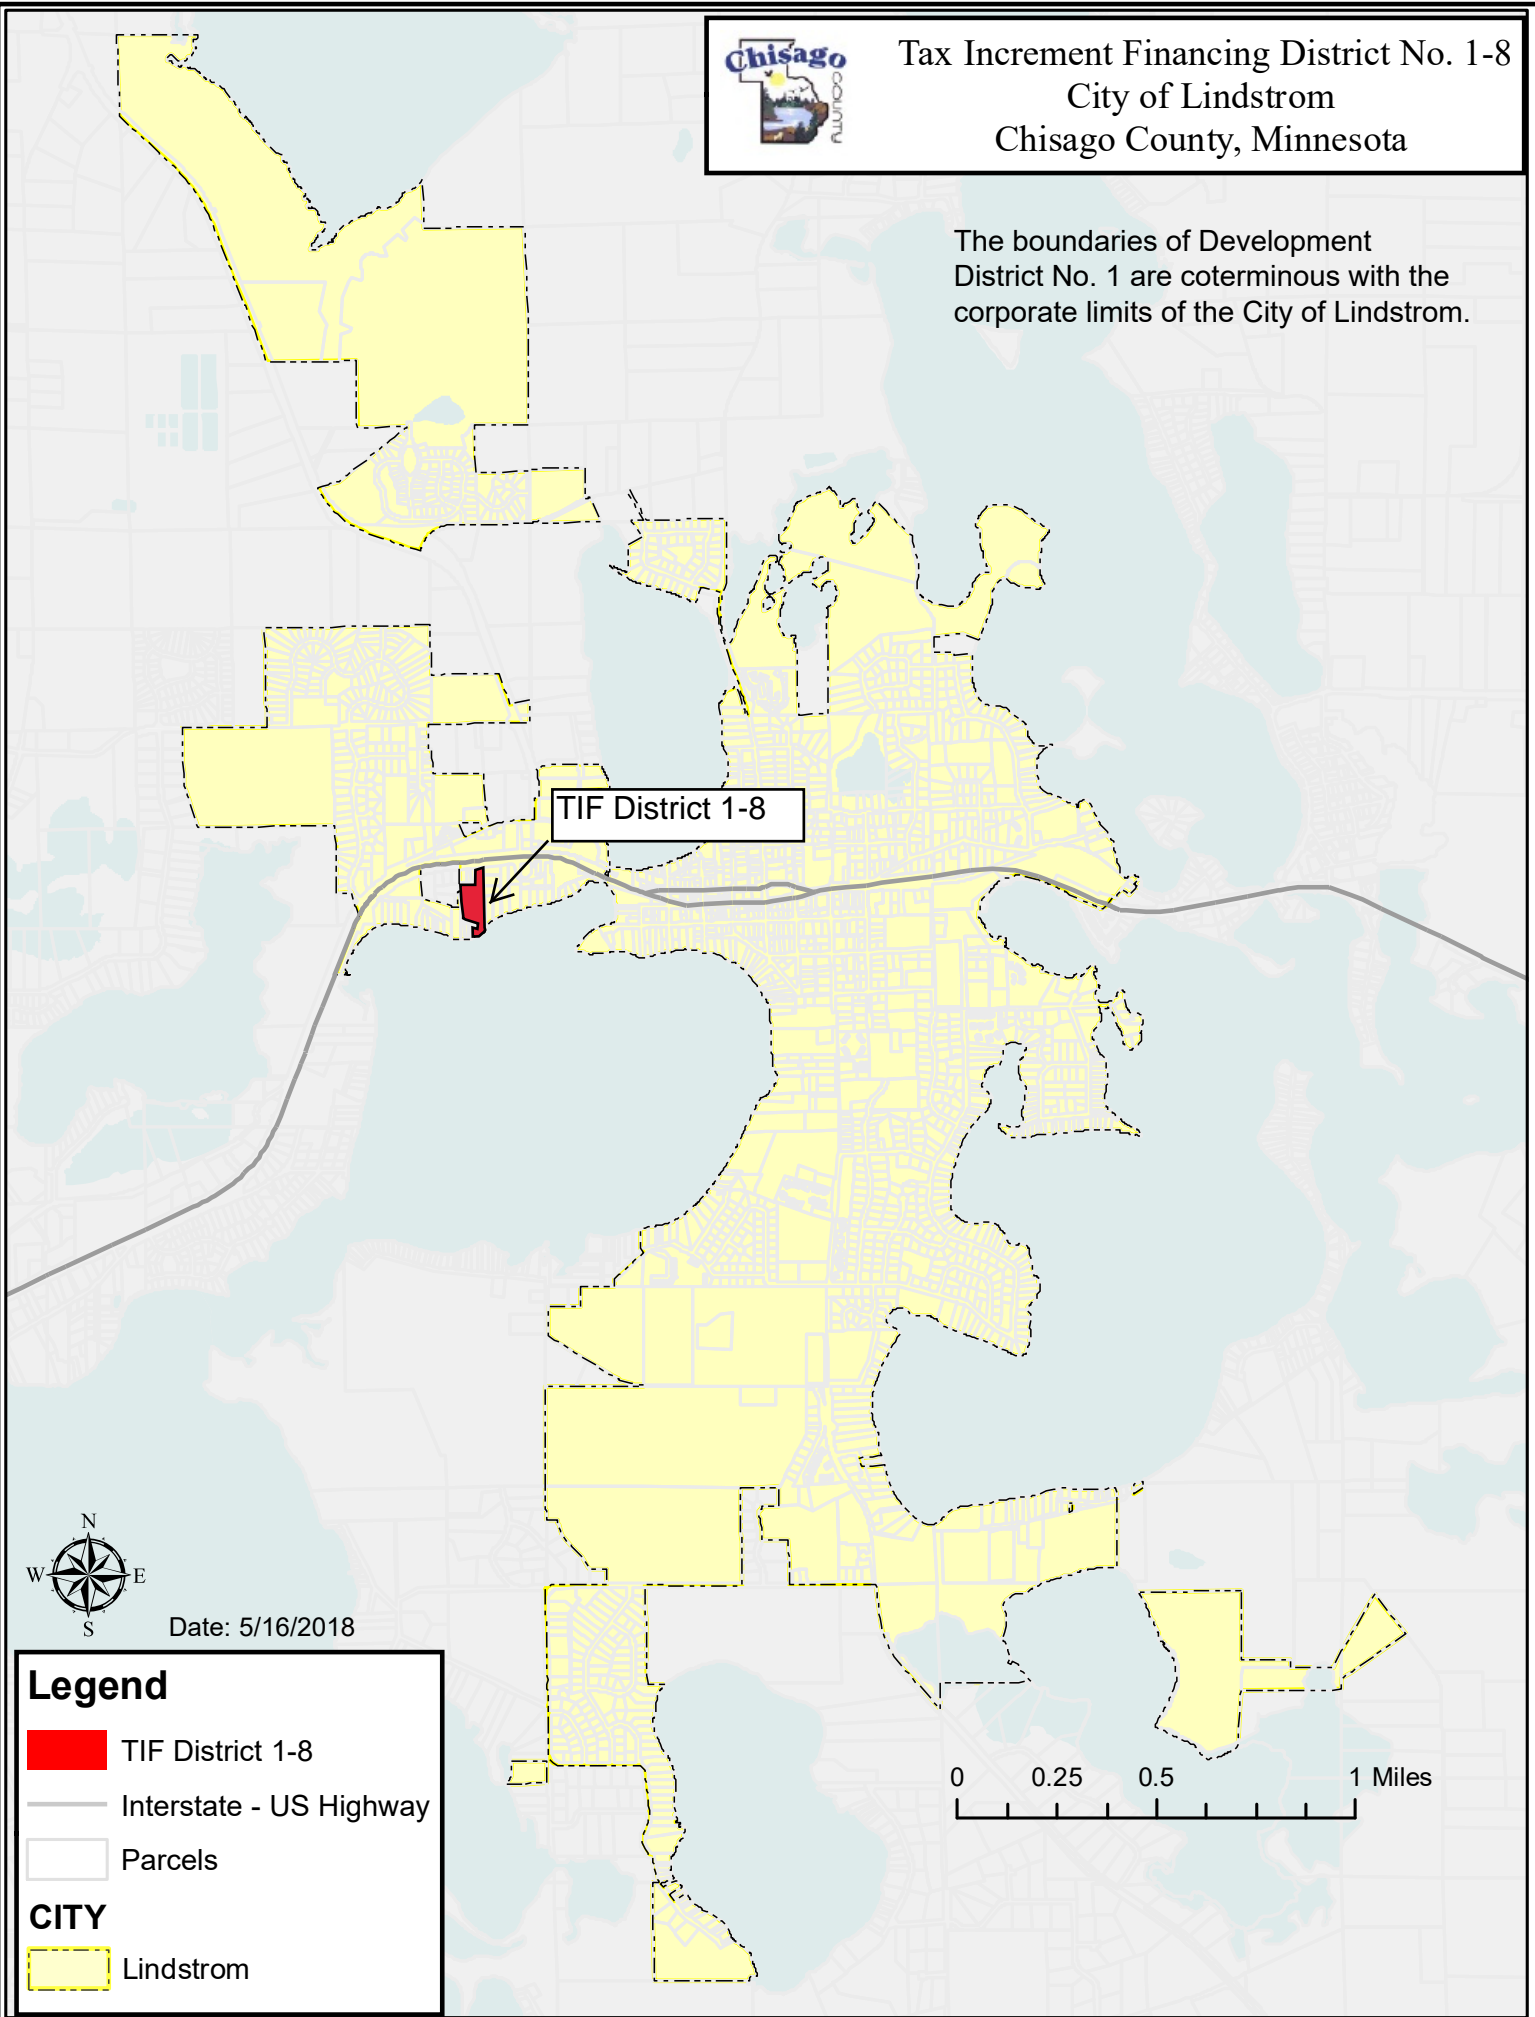 Chisago
COUNTY
Tax Increment Financing District No. 1-8
City of Lindstrom
Chisago County, Minnesota
The boundaries of Development
District No. 1 are coterminous with the
corporate limits of the City of Lindstrom.
TIF District 1-8
N
W
E
S
Date: 5/16/2018
Legend
TIF District 1-8
Interstate - US Highway
Parcels
CITY
Lindstrom
0 0.25 0.5 1 Miles